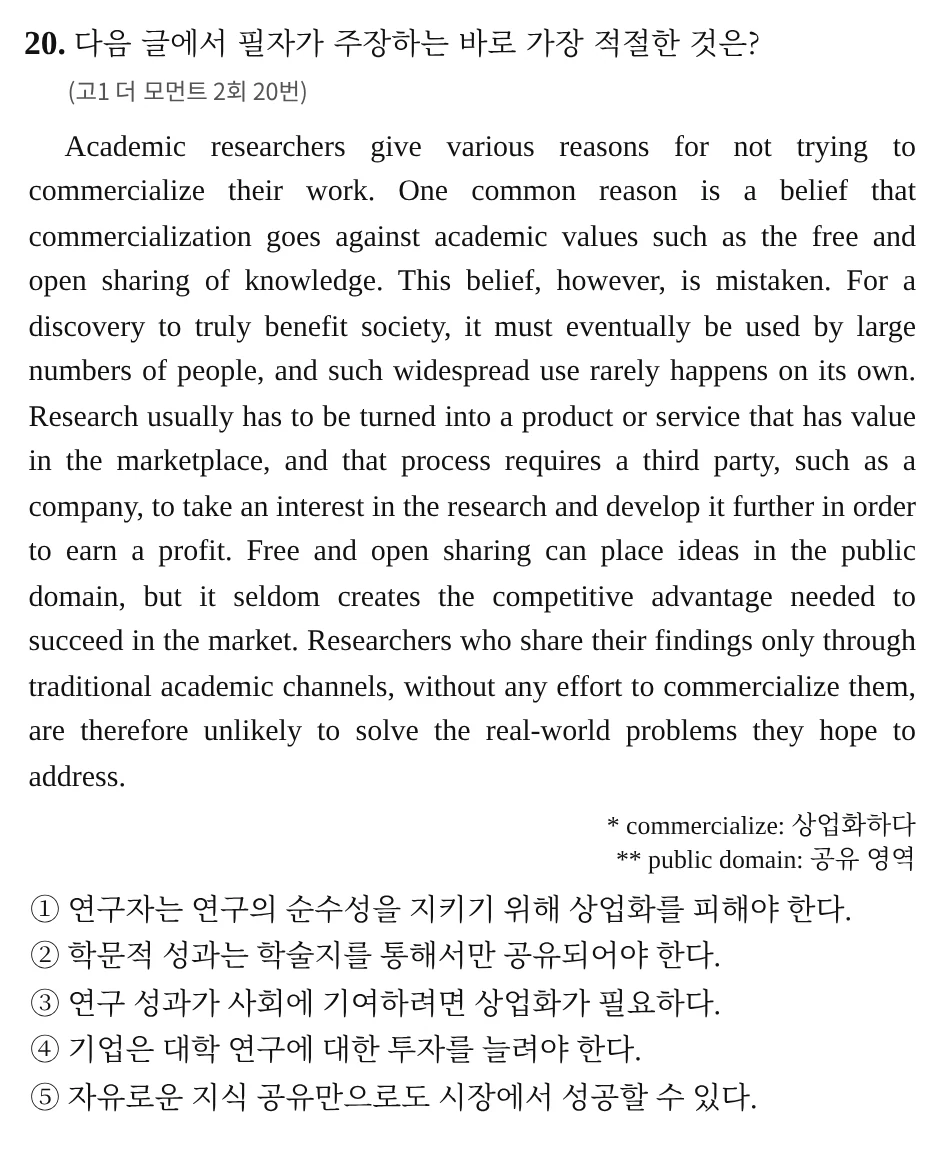 20. 다음 글에서 필자가 주장하는 바로 가장 적절한 것은?
(고1 더 모먼트 2회 20번)
Academic researchers give various reasons for not trying to
commercialize their work. One common reason is a belief that
commercialization goes against academic values such as the free and
open sharing of knowledge. This belief, however, is mistaken. For a
discovery to truly benefit society, it must eventually be used by large
numbers of people, and such widespread use rarely happens on its own.
Research usually has to be turned into a product or service that has value
in the marketplace, and that process requires a third party, such as a
company, to take an interest in the research and develop it further in order
to earn a profit. Free and open sharing can place ideas in the public
domain, but it seldom creates the competitive advantage needed to
succeed in the market. Researchers who share their findings only through
traditional academic channels, without any effort to commercialize them,
are therefore unlikely to solve the real-world problems they hope to
address.
* commercialize: 상업화하다
** public domain: 공유 영역
① 연구자는 연구의 순수성을 지키기 위해 상업화를 피해야 한다.
② 학문적 성과는 학술지를 통해서만 공유되어야 한다.
③ 연구 성과가 사회에 기여하려면 상업화가 필요하다.
④ 기업은 대학 연구에 대한 투자를 늘려야 한다.
⑤ 자유로운 지식 공유만으로도 시장에서 성공할 수 있다.